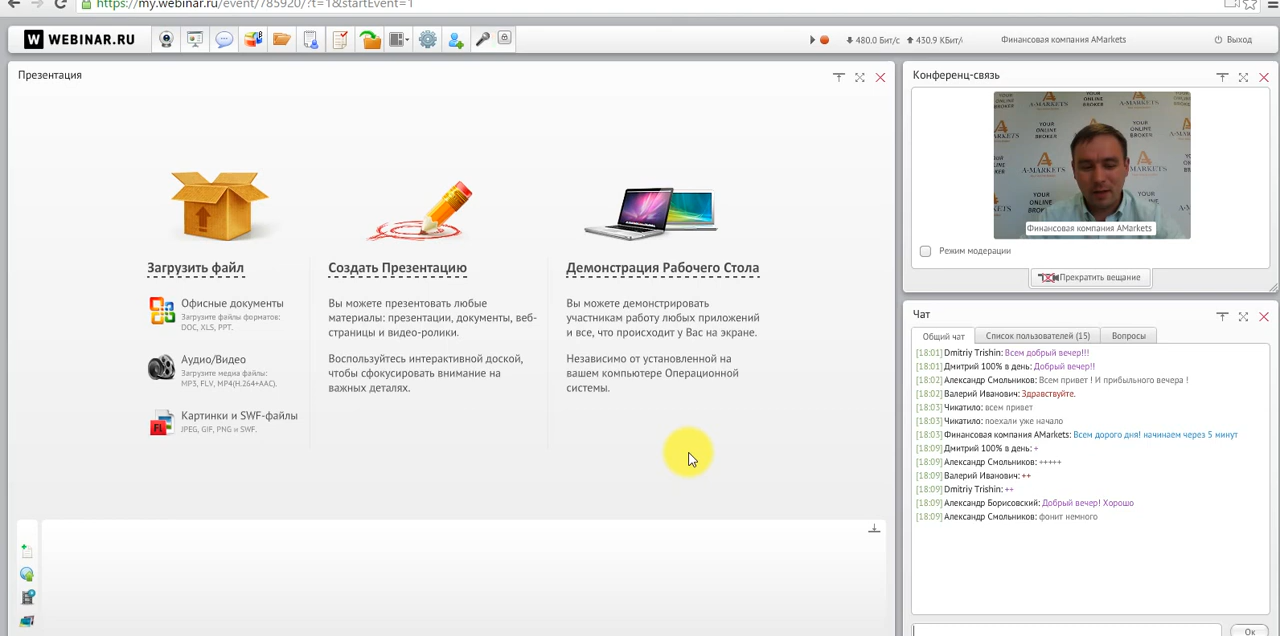 https://my.webinar.ru/event/785920/?t=1&startEvent=1
W WEBINAR.RU
480.0 Бит/с 430.9 КБит/
Финансовая компания AMarkets
Выход
Презентация
Загрузить файл
Офисные документы
Загрузите файлы форматов:
DOC, XLS, PPT.
Аудио/Видео
Загрузите медиа файлы:
MP3, FLV, MP4(H.264+AAC).
Картинки и SWF-файлы
JPEG, GIF, PNG и SWF.
Создать Презентацию
Вы можете презентовать любые
материалы: презентации, документы, веб-
страницы и видео-ролики.
Воспользуйтесь интерактивной доской,
чтобы сфокусировать внимание на
важных деталях.
Демонстрация Рабочего Стола
Вы можете демонстрировать
участникам работу любых приложений
и все, что происходит у Вас на экране.
Независимо от установленной на
вашем компьютере Операционной
системы.
Конференц-связь
A-MARKETS
YOUR
ONLINE
BROKER
Финансовая компания AMarkets
Режим модерации
Прекратить вещание
Чат
Общий чат
Список пользователей (15)
Вопросы
[18:01] Dmitriy Trishin: Всем добрый вечер!!!
[18:01] Дмитрий 100% в день: Добрый вечер!!
[18:02] Александр Смольников: Всем привет ! И прибыльного вечера !
[18:02] Валерий Иванович: Здравствуйте.
[18:03] Чикатило: всем привет
[18:03] Чикатило: поехали уже начало
[18:03] Финансовая компания AMarkets: Всем дорого дня! начинаем через 5 минут
[18:09] Дмитрий 100% в день: +
[18:09] Александр Смольников: +++++
[18:09] Валерий Иванович: ++
[18:09] Dmitriy Trishin: ++
[18:09] Александр Борисовский: Добрый вечер! Хорошо
[18:09] Александр Смольников: фонит немного
Ок